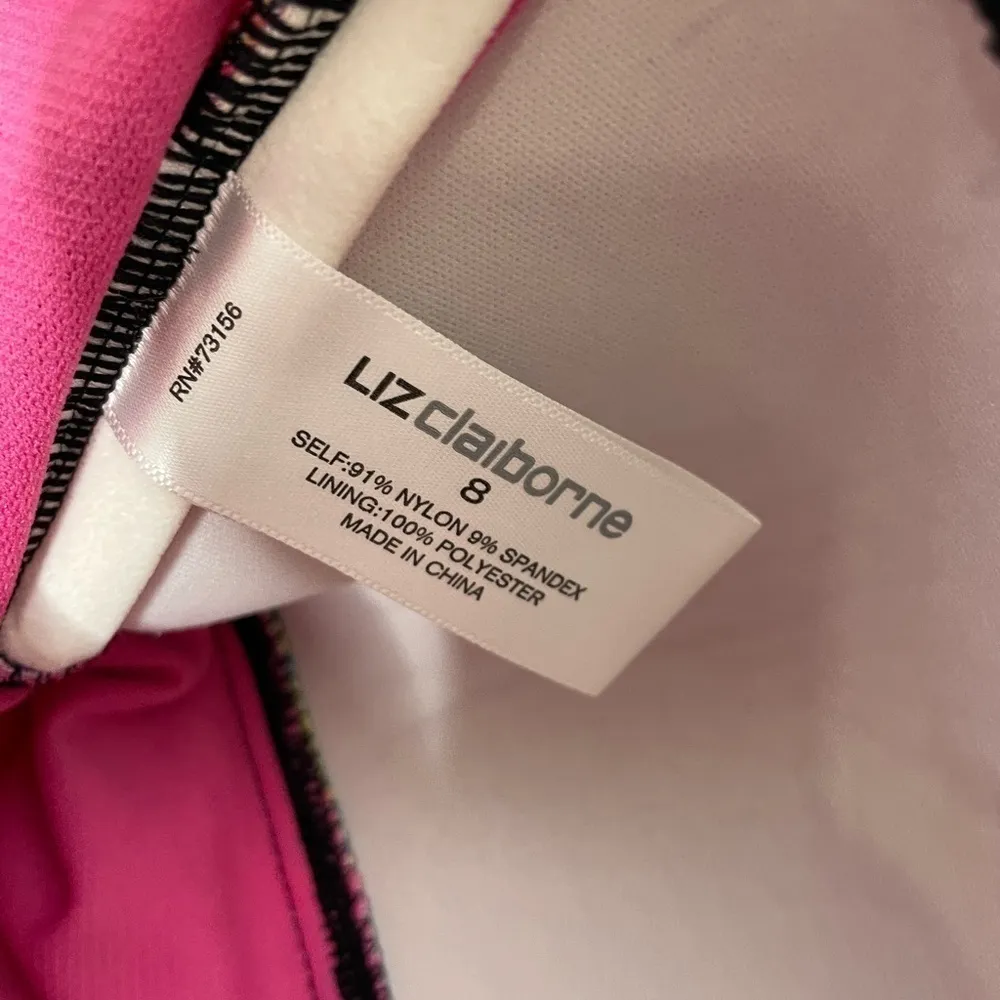 RN#73156
LIZ claiborne
8
SELF:91% NYLON 9% SPANDEX
LINING:100% POLYESTER
MADE IN CHINA